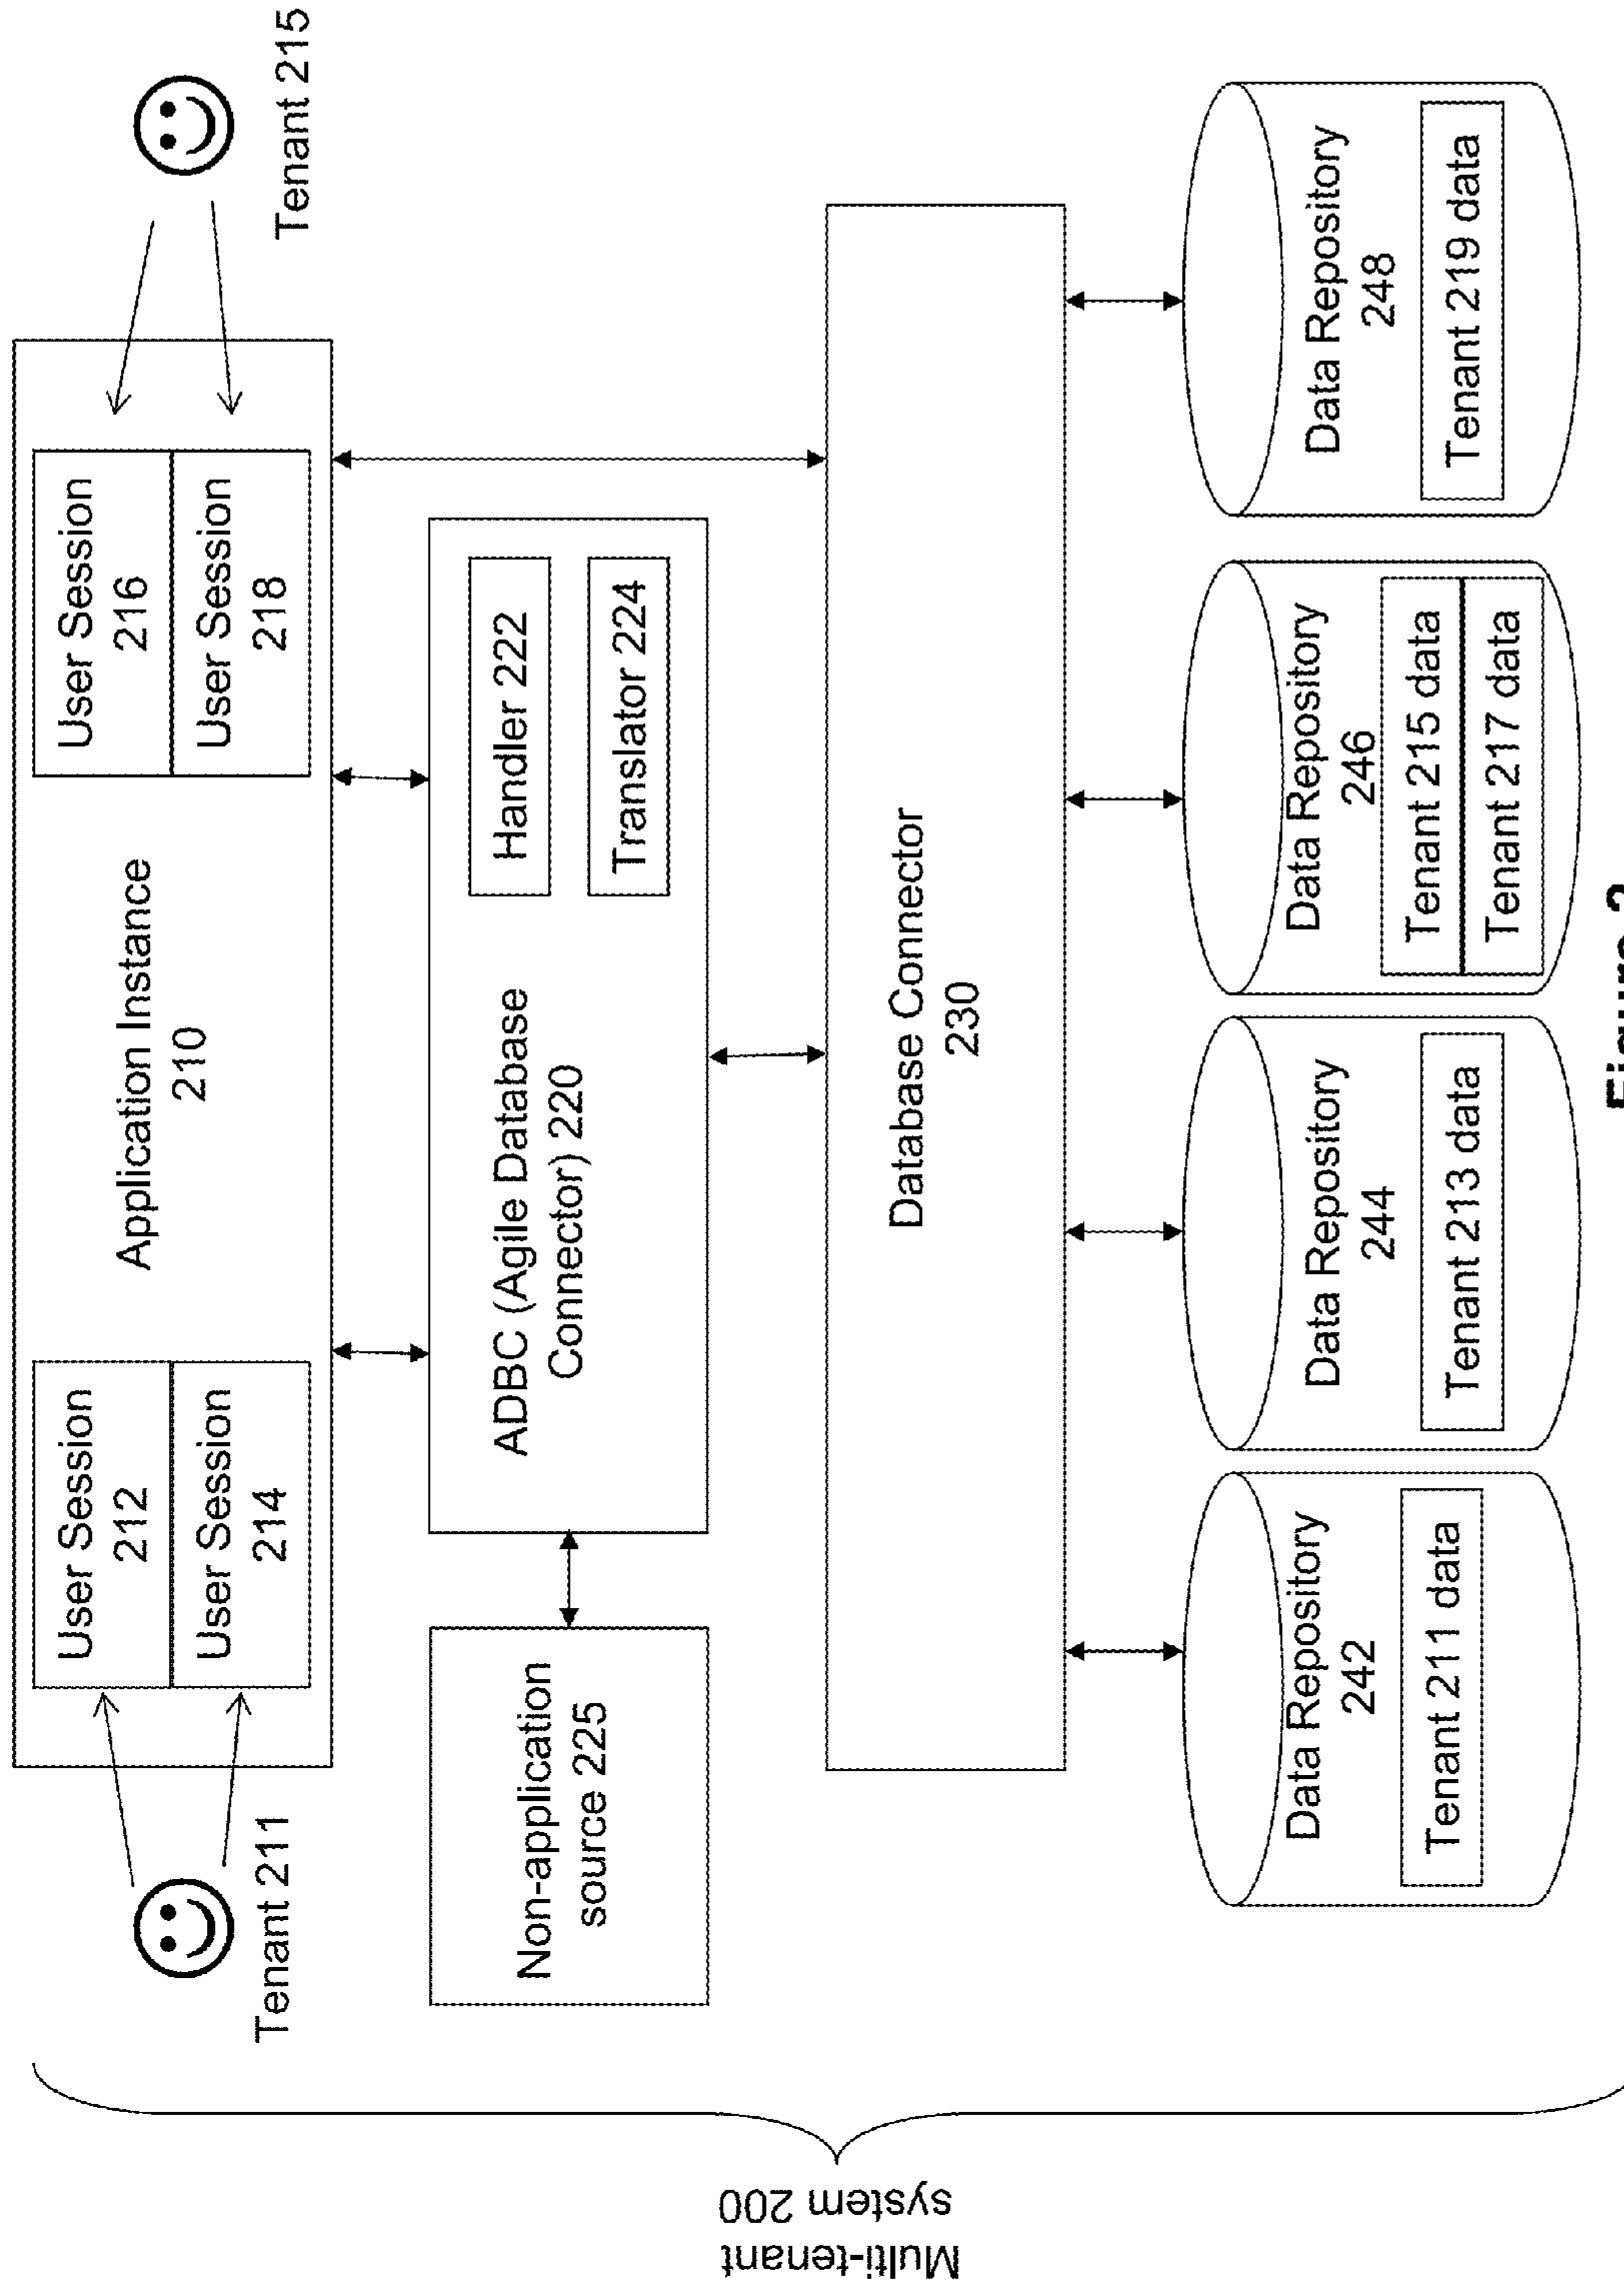 Multi-tenant
system 200
Tenant 211
User Session
212
User Session
214
Application Instance
210
User Session
216
User Session
218
Tenant 215
Non-application
source 225
ADBC (Agile Database
Connector) 220
Handler 222
Translator 224
Database Connector
230
Data Repository
242
Tenant 211 data
Data Repository
244
Tenant 213 data
Data Repository
246
Tenant 215 data
Tenant 217 data
Data Repository
248
Tenant 219 data
Figure